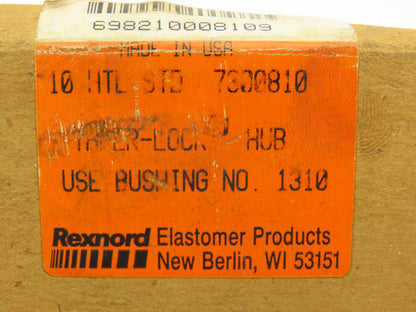 698210008109
MADE IN USA
10 HTL STB 7300810
TAPER-LOCK HUB
USE BUSHING NO. 1310
Rexnord Elastomer Products
New Berlin, WI 53151